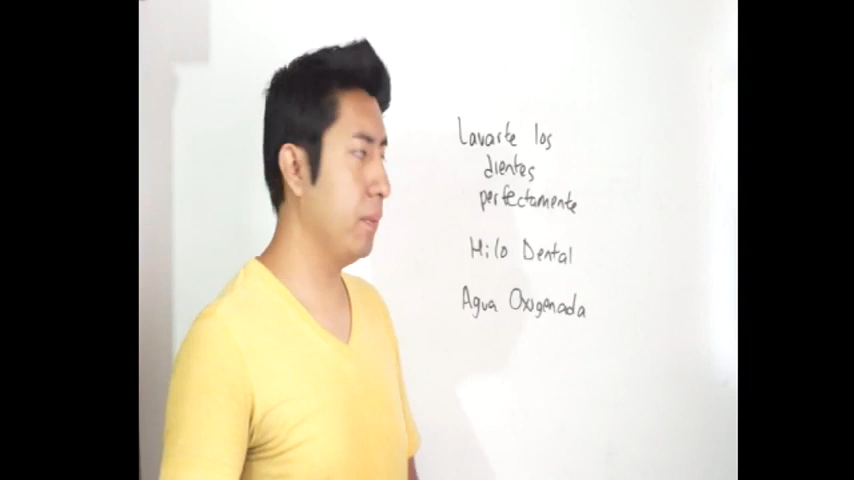 Lavarte los
dientes
perfectamente
Hilo Dental
Agua Oxigenada